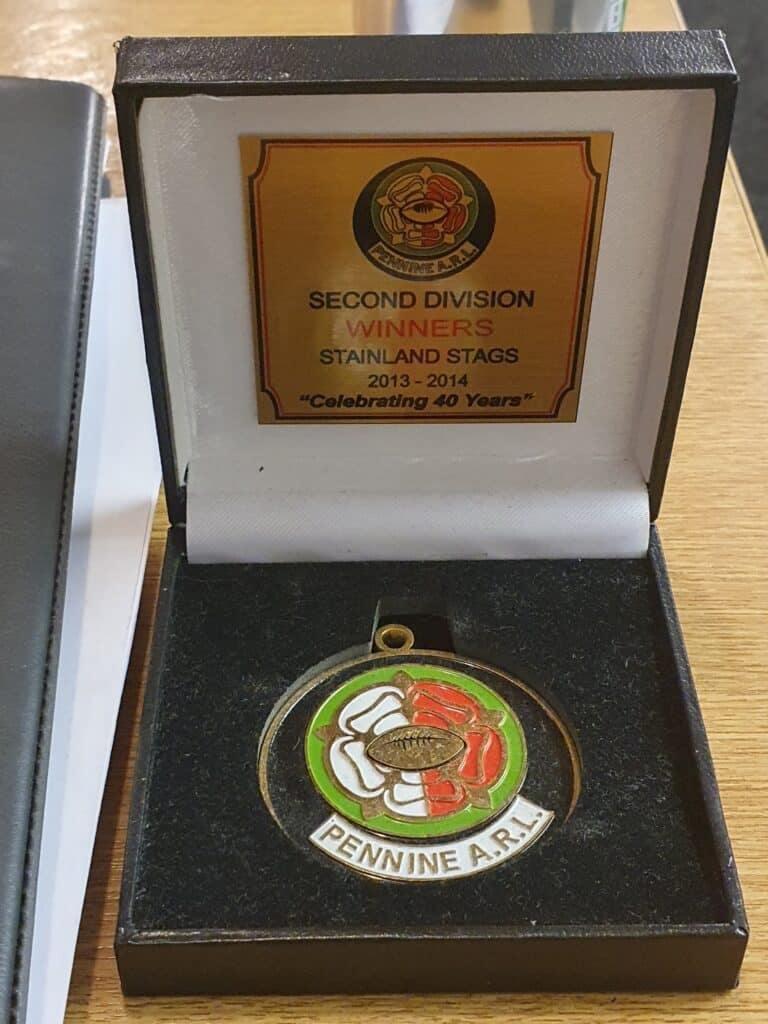 PENNINE A.R.L.
SECOND DIVISION
WINNERS
STAINLAND STAGS
2013 - 2014
"Celebrating 40 Years"
PENNINE A.R.L.